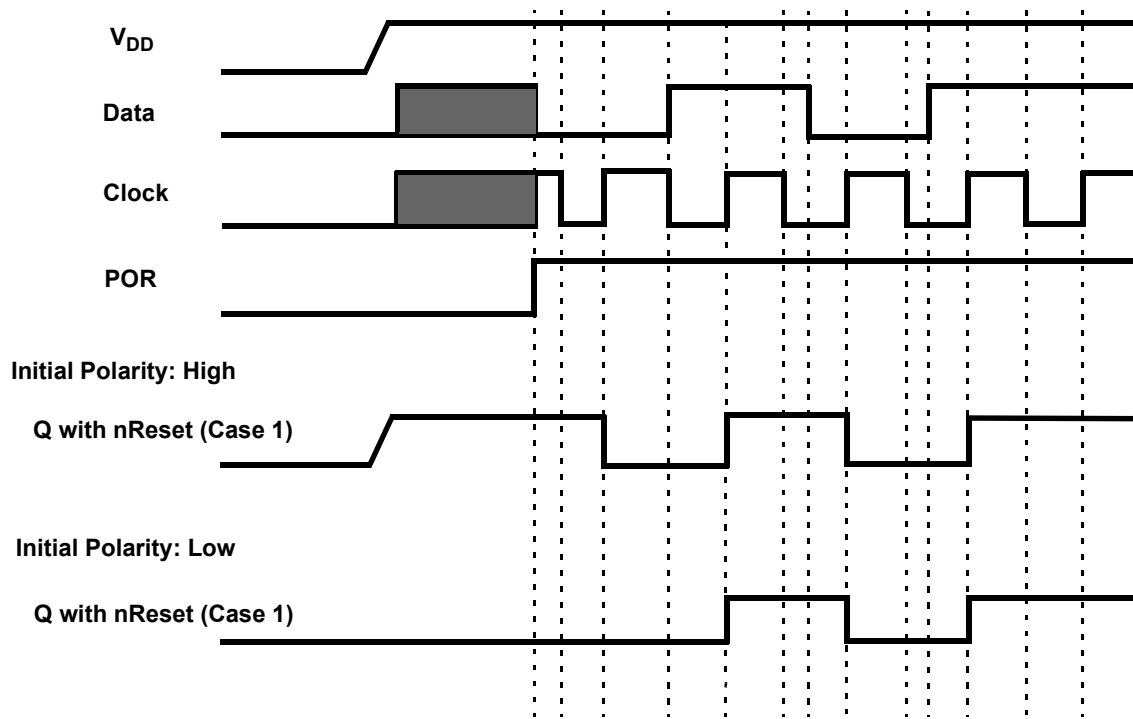 VDD
Data
Clock
POR
Initial Polarity: High
Q with nReset (Case 1)
Initial Polarity: Low
Q with nReset (Case 1)